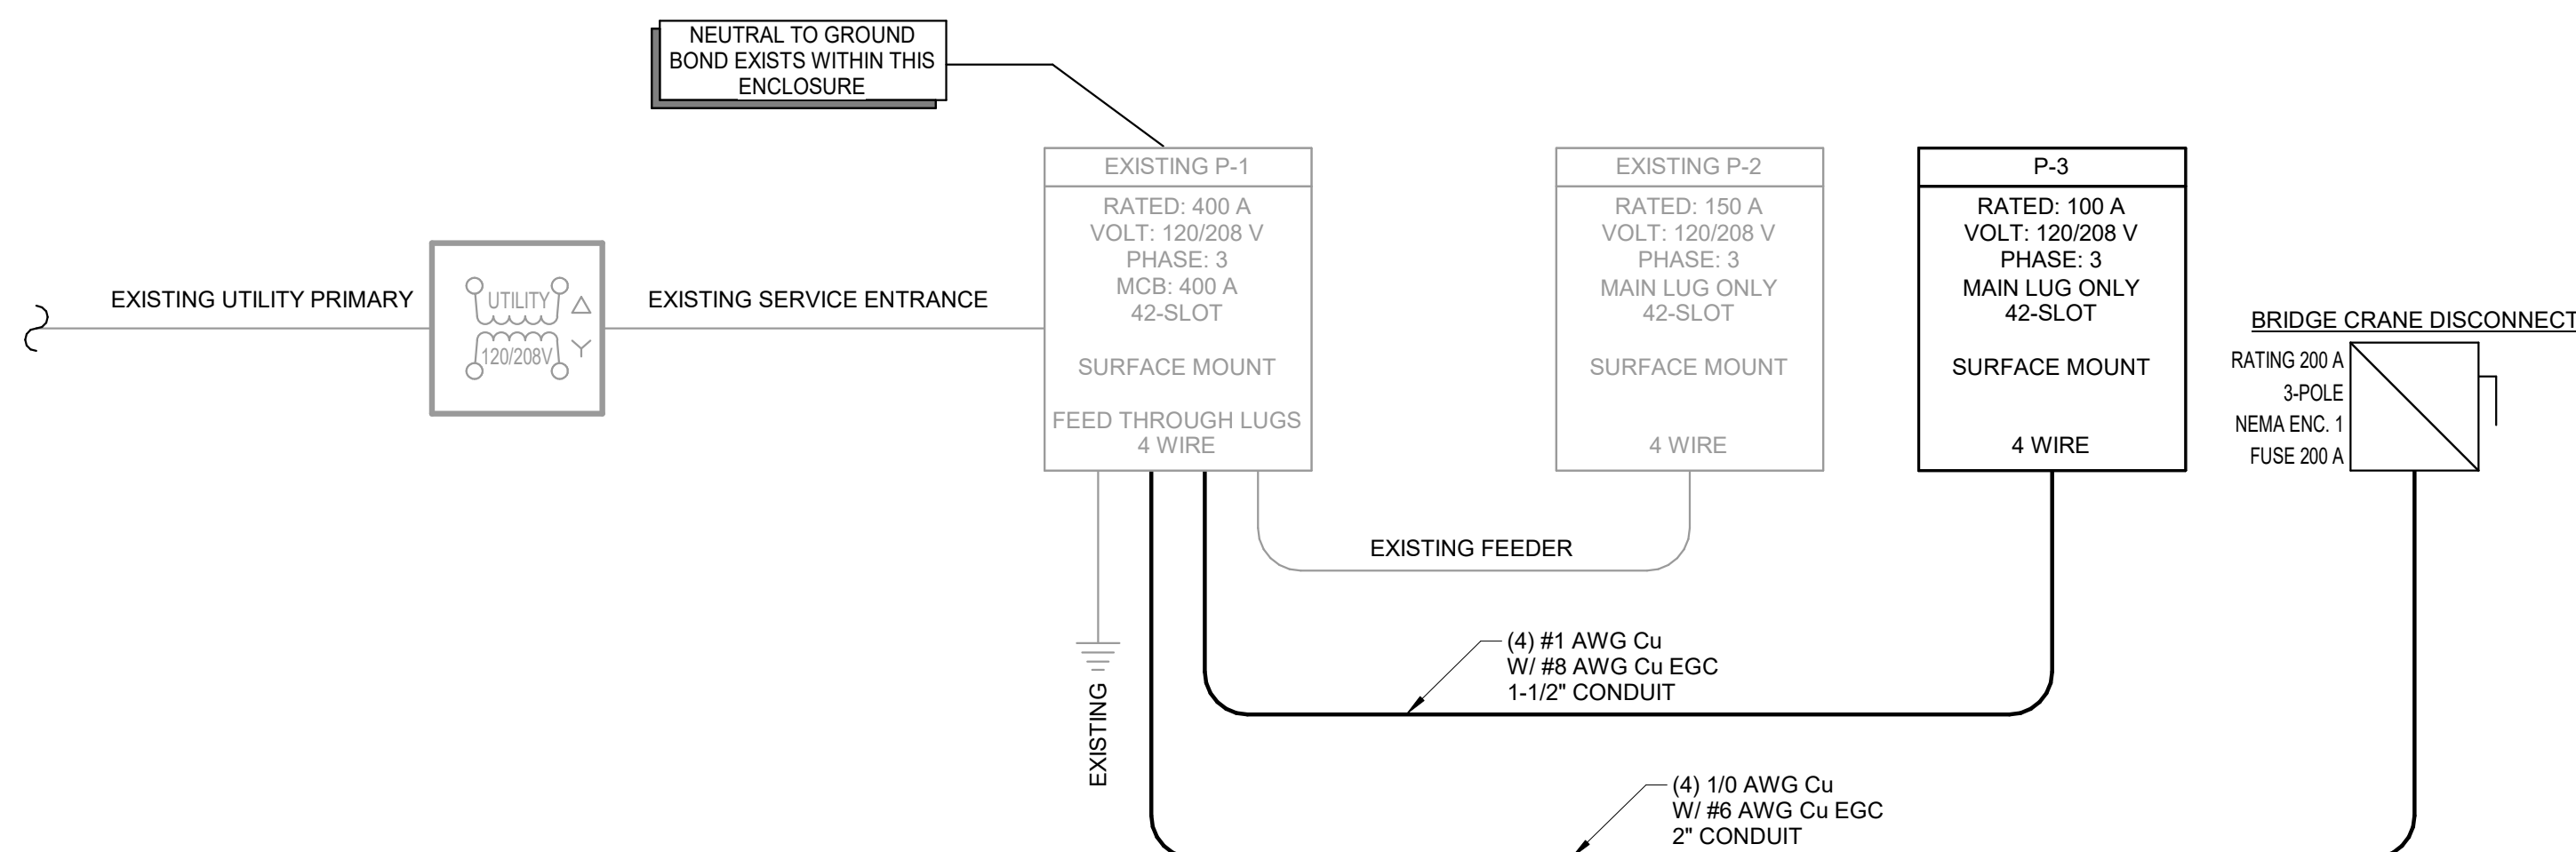 NEUTRAL TO GROUND
BOND EXISTS WITHIN THIS
ENCLOSURE
EXISTING UTILITY PRIMARY
UTILITY
120/208V
EXISTING SERVICE ENTRANCE
EXISTING P-1
RATED: 400 A
VOLT: 120/208 V
PHASE: 3
MCB: 400 A
42-SLOT
SURFACE MOUNT
FEED THROUGH LUGS
4 WIRE
EXISTING P-2
RATED: 150 A
VOLT: 120/208 V
PHASE: 3
MAIN LUG ONLY
42-SLOT
SURFACE MOUNT
4 WIRE
P-3
RATED: 100 A
VOLT: 120/208 V
PHASE: 3
MAIN LUG ONLY
42-SLOT
SURFACE MOUNT
4 WIRE
BRIDGE CRANE DISCONNECT
RATING 200 A
3-POLE
NEMA ENC. 1
FUSE 200 A
EXISTING FEEDER
EXISTING
(4) #1 AWG Cu
W/ #8 AWG Cu EGC
1-1/2" CONDUIT
(4) 1/0 AWG Cu
W/ #6 AWG Cu EGC
2" CONDUIT